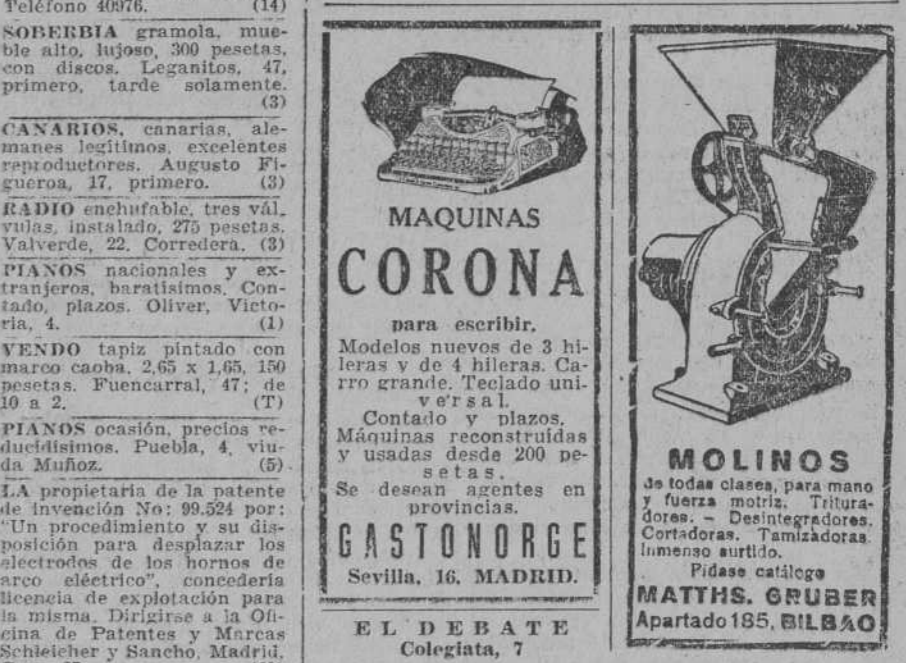 Teléfono 40976. (14)
SOBERBIA gramola, mue-
ble alto, lujoso, 300 pesetas,
con discos. Leganitos, 47,
primero, tarde solamente.
(3)
CANARIOS, canarias, ale-
manes legítimos, excelentes
reproductores. Augusto Fi-
gueroa, 17, primero. (3)
RADIO enchufable, tres vál-
vulas, instalado, 275 pesetas.
Valverde, 22. Corredera. (3)
PIANOS nacionales y ex-
tranjeros, baratísimos. Con-
tado, plazos. Oliver, Victo-
ria, 4. (1)
VENDO tapiz pintado con
marco caoba, 2,65 x 1,65, 150
pesetas. Fuencarral, 47; de
10 a 2. (T)
PIANOS ocasión, precios re-
ducidísimos. Puebla, 4, viu-
da Muñoz. (5)
LA propietaria de la patente
de invención No: 99.524 por:
"Un procedimiento y su dis-
posición para desplazar los
electrodos de los hornos de
arco eléctrico", concedería
licencia de explotación para
la misma. Dirigirse a la Ofi-
cina de Patentes y Marcas
Schleicher y Sancho, Madrid,
MAQUINAS
CORONA
para escribir.
Modelos nuevos de 3 hi-
leras y de 4 hileras. Ca-
rro grande. Teclado uni-
versal.
Contado y plazos.
Máquinas reconstruídas
y usadas desde 200 pe-
setas.
Se desean agentes en
provincias.
GASTONORGE
Sevilla, 16. MADRID.
EL DEBATE
Colegiata, 7
MOLINOS
de todas clases, para mano
y fuerza motriz. Tritura-
dores. - Desintegradores.
Cortadoras. Tamizadoras.
Inmenso surtido.
Pídase catálogo
MATTHS. GRUBER
Apartado 185, BILBAO